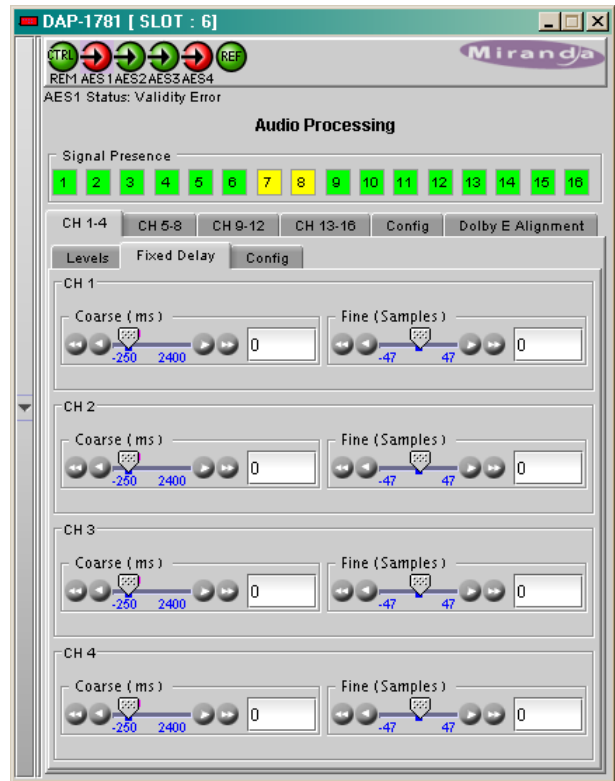 DAP-1781 [ SLOT : 6]
CTRL REF Miranda
REM AES1 AES2 AES3 AES4
AES1 Status: Validity Error
Audio Processing
Signal Presence
1 2 3 4 5 6 7 8 9 10 11 12 13 14 15 16
CH 1-4 CH 5-8 CH 9-12 CH 13-16 Config Dolby E Alignment
Levels Fixed Delay Config
CH 1
Coarse ( ms ) Fine (Samples )
0 0
-250 2400 -47 47
CH 2
Coarse ( ms ) Fine (Samples )
0 0
-250 2400 -47 47
CH 3
Coarse ( ms ) Fine (Samples )
0 0
-250 2400 -47 47
CH 4
Coarse ( ms ) Fine (Samples )
0 0
-250 2400 -47 47